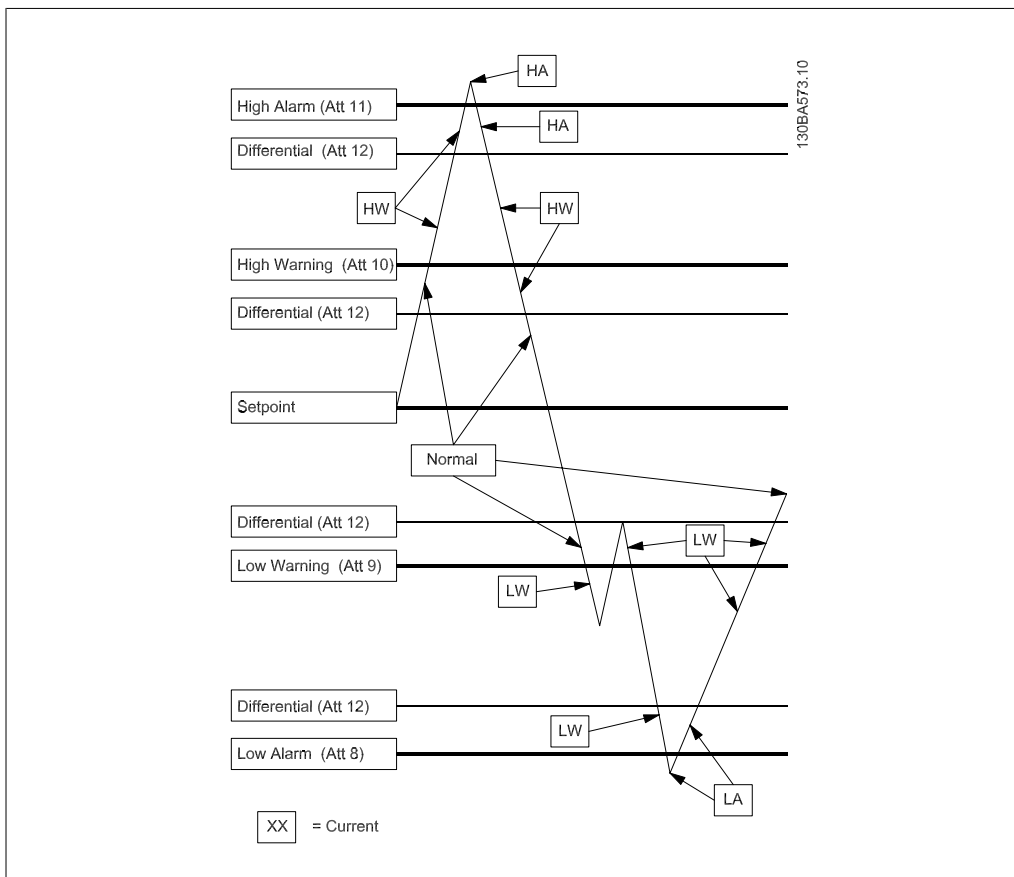 HA
130BA573.10
High Alarm (Att 11)
HA
Differential (Att 12)
HW
HW
High Warning (Att 10)
Differential (Att 12)
Setpoint
Normal
Differential (Att 12)
LW
Low Warning (Att 9)
LW
Differential (Att 12)
LW
Low Alarm (Att 8)
LA
XX = Current